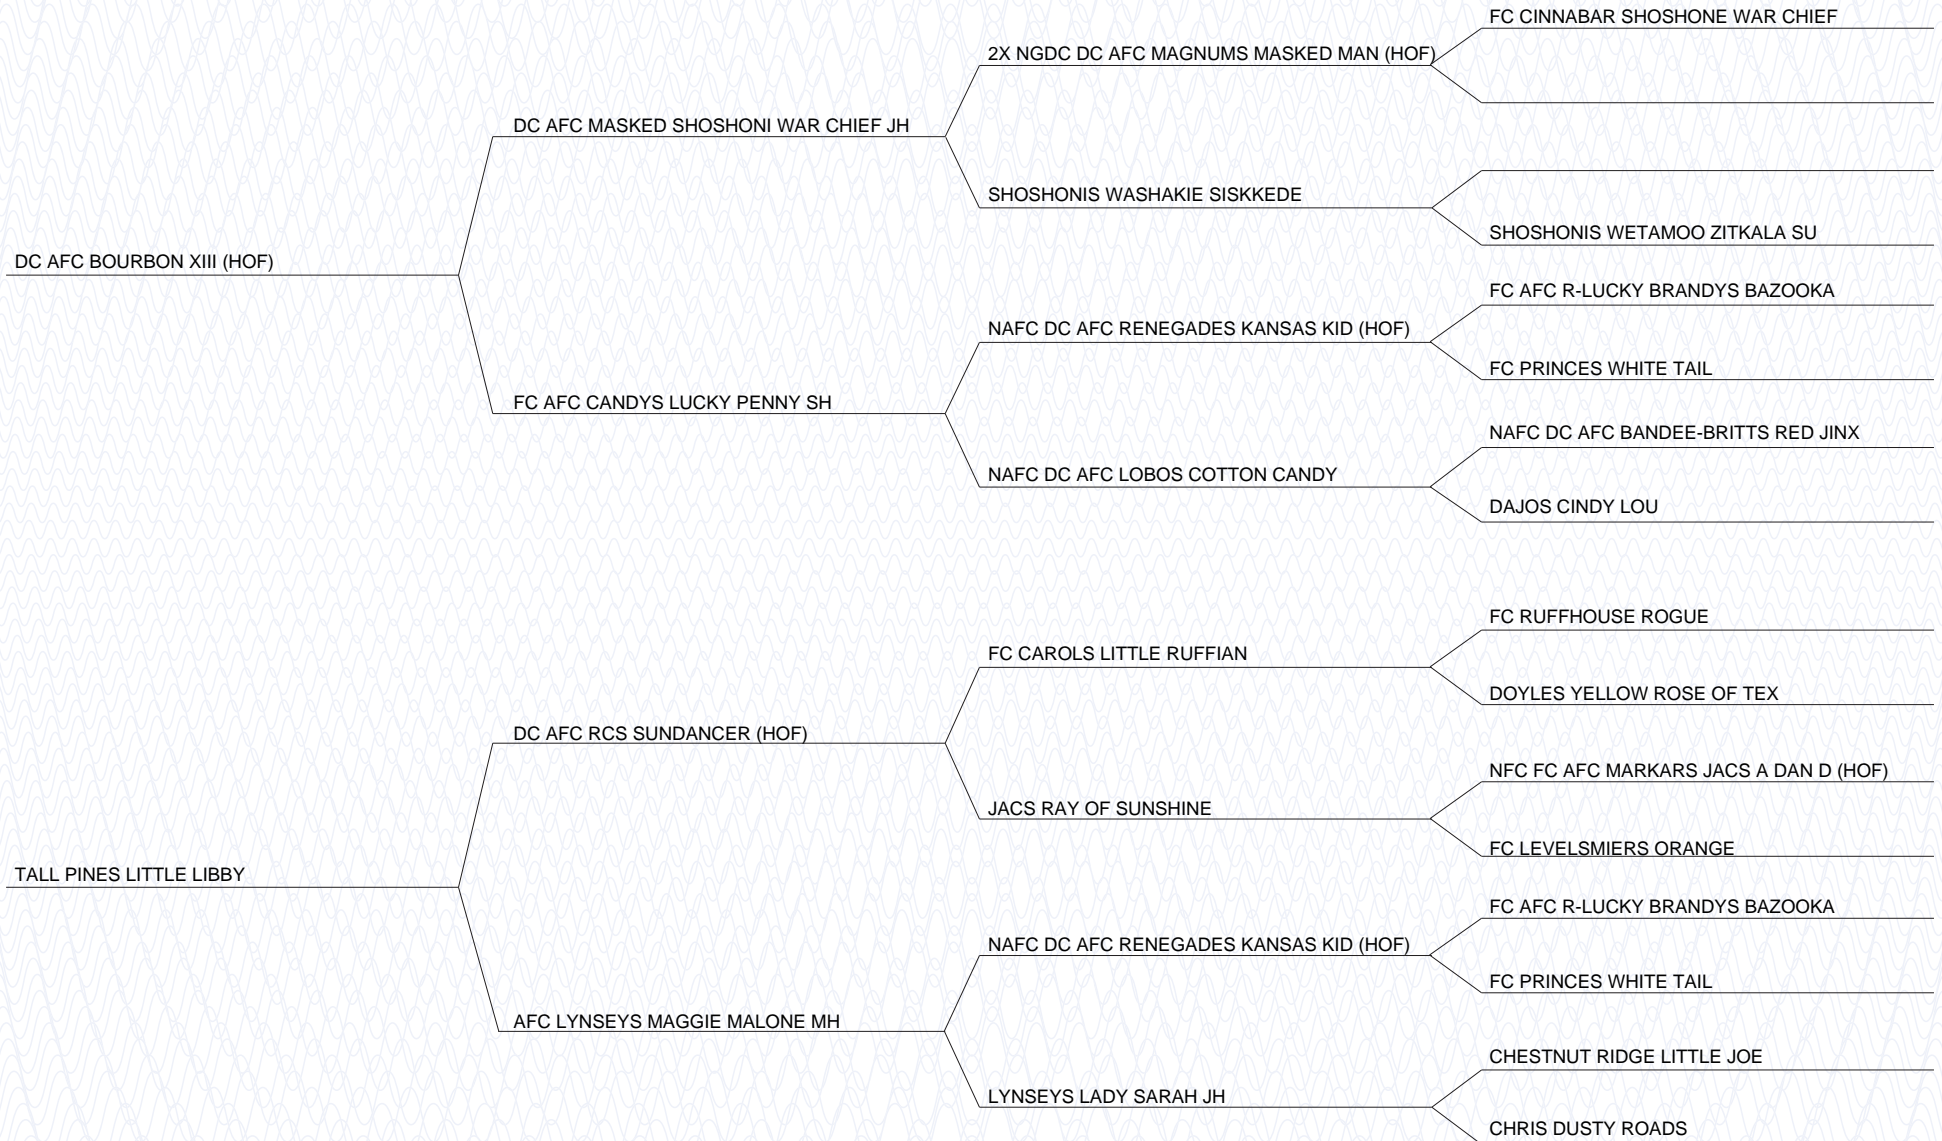 FC CINNABAR SHOSHONE WAR CHIEF
2X NGDC DC AFC MAGNUMS MASKED MAN (HOF)
DC AFC MASKED SHOSHONI WAR CHIEF JH
SHOSHONIS WASHAKIE SISKKEDE
SHOSHONIS WETAMOO ZITKALA SU
DC AFC BOURBON XIII (HOF)
FC AFC R-LUCKY BRANDYS BAZOOKA
NAFC DC AFC RENEGADES KANSAS KID (HOF)
FC PRINCES WHITE TAIL
FC AFC CANDYS LUCKY PENNY SH
NAFC DC AFC BANDEE-BRITTS RED JINX
NAFC DC AFC LOBOS COTTON CANDY
DAJOS CINDY LOU
FC RUFFHOUSE ROGUE
FC CAROLS LITTLE RUFFIAN
DOYLES YELLOW ROSE OF TEX
DC AFC RCS SUNDANCER (HOF)
NFC FC AFC MARKARS JACS A DAN D (HOF)
JACS RAY OF SUNSHINE
FC LEVELSMIERS ORANGE
TALL PINES LITTLE LIBBY
FC AFC R-LUCKY BRANDYS BAZOOKA
NAFC DC AFC RENEGADES KANSAS KID (HOF)
FC PRINCES WHITE TAIL
AFC LYNSEYS MAGGIE MALONE MH
CHESTNUT RIDGE LITTLE JOE
LYNSEYS LADY SARAH JH
CHRIS DUSTY ROADS